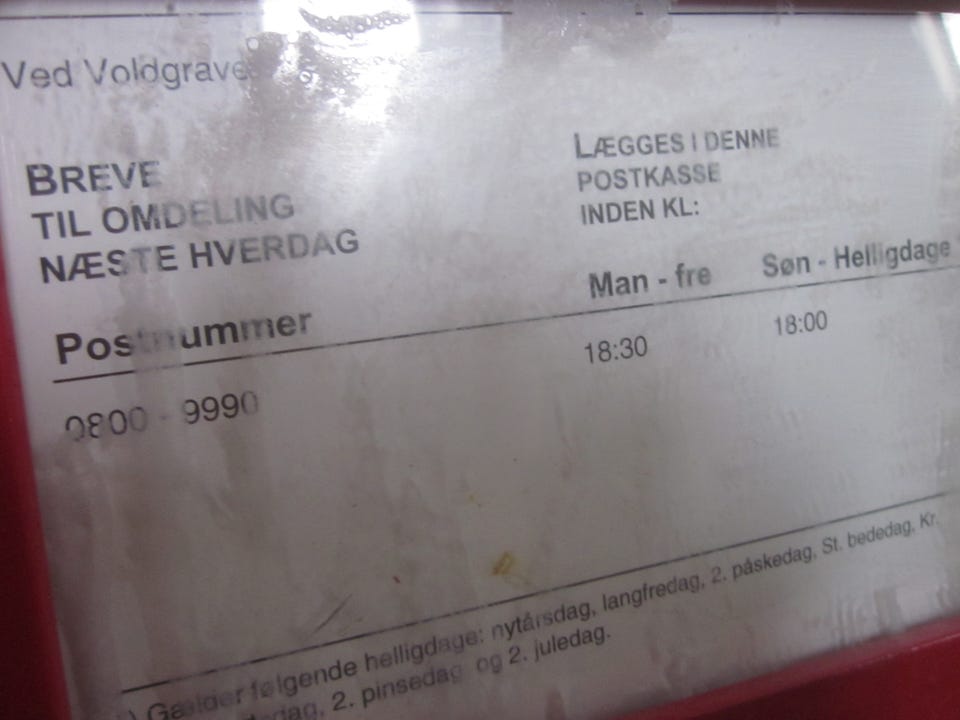 Ved Voldgrave
BREVE
TIL OMDELING
NÆSTE HVERDAG
LÆGGES I DENNE
POSTKASSE
INDEN KL:
Postnummer
Man - fre
Søn - Helligdage
0800 - 9990
18:30
18:00
) Gælder følgende helligdage: nytårsdag, langfredag, 2. påskedag, St. bededag, Kr.
2. pinsedag og 2. juledag.